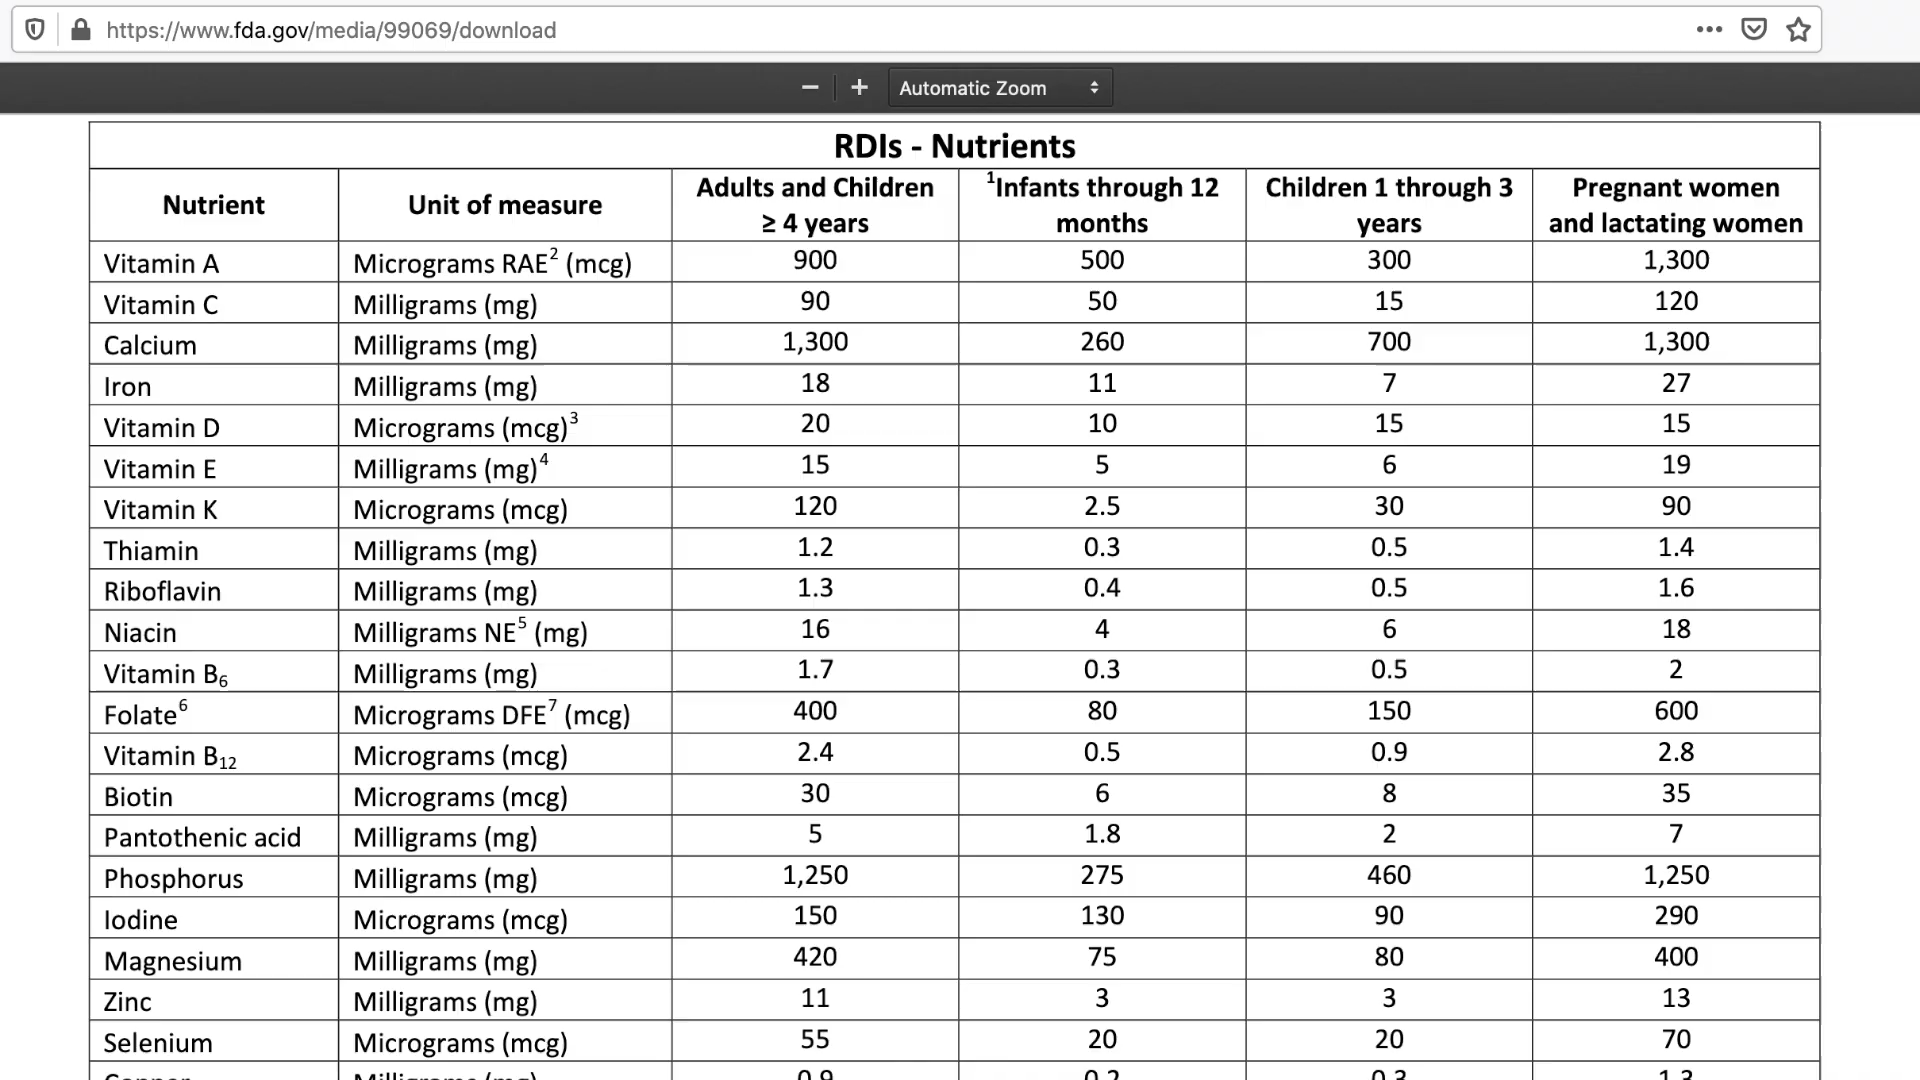 https://www.fda.gov/media/99069/download
Automatic Zoom
RDIs - Nutrients
Nutrient Unit of measure Adults and Children ≥ 4 years ¹Infants through 12 months Children 1 through 3 years Pregnant women and lactating women
Vitamin A Micrograms RAE² (mcg) 900 500 300 1,300
Vitamin C Milligrams (mg) 90 50 15 120
Calcium Milligrams (mg) 1,300 260 700 1,300
Iron Milligrams (mg) 18 11 7 27
Vitamin D Micrograms (mcg)³ 20 10 15 15
Vitamin E Milligrams (mg)⁴ 15 5 6 19
Vitamin K Micrograms (mcg) 120 2.5 30 90
Thiamin Milligrams (mg) 1.2 0.3 0.5 1.4
Riboflavin Milligrams (mg) 1.3 0.4 0.5 1.6
Niacin Milligrams NE⁵ (mg) 16 4 6 18
Vitamin B₆ Milligrams (mg) 1.7 0.3 0.5 2
Folate⁶ Micrograms DFE⁷ (mcg) 400 80 150 600
Vitamin B₁₂ Micrograms (mcg) 2.4 0.5 0.9 2.8
Biotin Micrograms (mcg) 30 6 8 35
Pantothenic acid Milligrams (mg) 5 1.8 2 7
Phosphorus Milligrams (mg) 1,250 275 460 1,250
Iodine Micrograms (mcg) 150 130 90 290
Magnesium Milligrams (mg) 420 75 80 400
Zinc Milligrams (mg) 11 3 3 13
Selenium Micrograms (mcg) 55 20 20 70